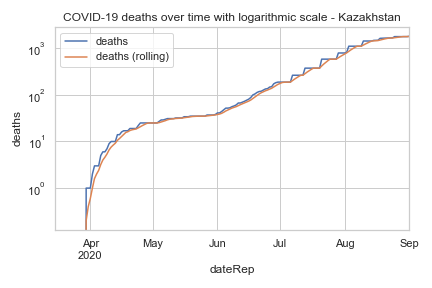 COVID-19 deaths over time with logarithmic scale - Kazakhstan
deaths
deaths (rolling)
10³
10²
10¹
10⁰
deaths
Apr
2020
May
Jun
Jul
Aug
Sep
dateRep